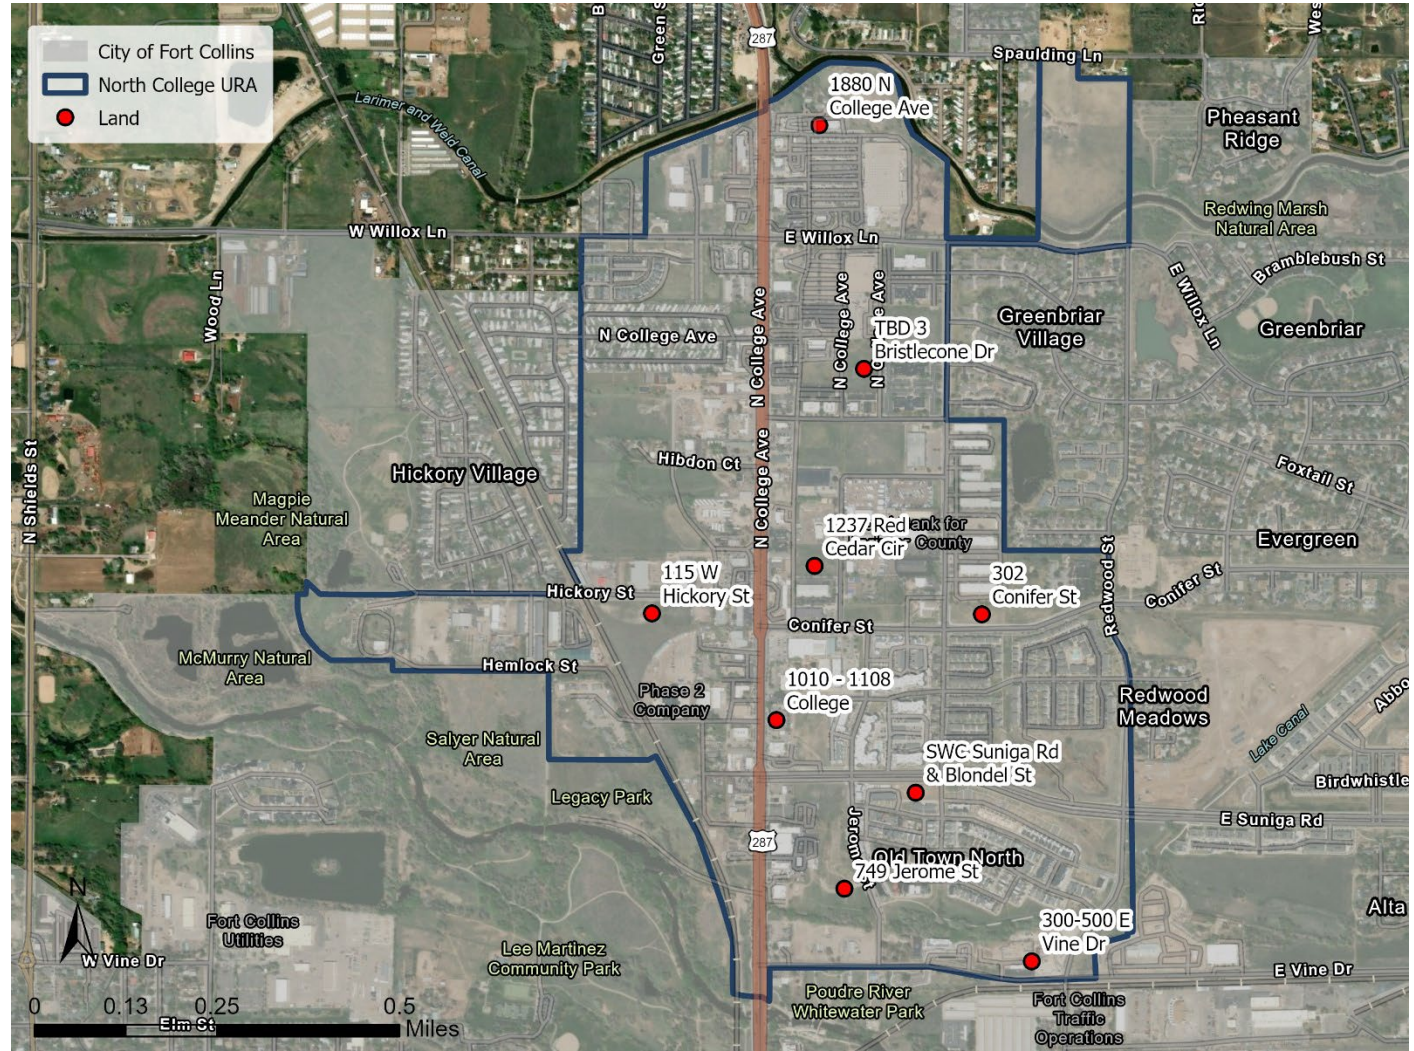 City of Fort Collins
North College URA
Land
287
Spaulding Ln
Larimer and Weld Canal
1880 N
College Ave
Pheasant
Ridge
Redwing Marsh
Natural Area
W Willox Ln
E Willox Ln
Bramblebush St
Wood Ln
E Willox Ln
N College Ave
N College Ave
N College Ave
N College Ave
TBD 3
Bristlecone Dr
Greenbriar
Village
Greenbriar
N Shields St
Hickory Village
Hibdon Ct
N College Ave
Foxtail St
Magpie
Meander Natural
Area
1237 Red
Cedar Cir
County
Evergreen
115 W
Hickory St
Hickory St
302
Conifer St
Redwood St
Conifer St
Conifer St
McMurry Natural
Area
Hemlock St
Phase 2
Company
1010 - 1108
College
Redwood
Meadows
Lake Canal
Salyer Natural
Area
SWC Suniga Rd
& Blondel St
Birdwhistle
Legacy Park
E Suniga Rd
287
Old Town North
749 Jerome St
Alta
N
Fort Collins
Utilities
300-500 E
Vine Dr
W Vine Dr
Lee Martinez
Community Park
E Vine Dr
Poudre River
Whitewater Park
Fort Collins
Traffic
Operations
0 0.13 0.25 0.5
Miles
Elm St